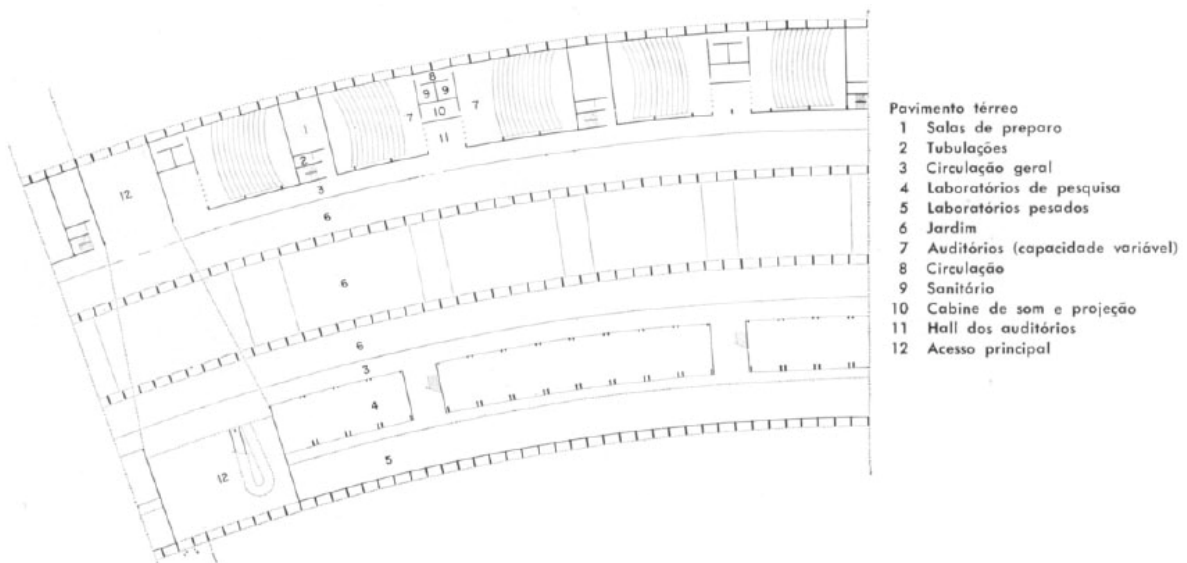 8
9 9
10
7
7
11
1
2
3
6
12
6
6
3
4
12
5
Pavimento térreo
1 Salas de preparo
2 Tubulações
3 Circulação geral
4 Laboratórios de pesquisa
5 Laboratórios pesados
6 Jardim
7 Auditórios (capacidade variável)
8 Circulação
9 Sanitário
10 Cabine de som e projeção
11 Hall dos auditórios
12 Acesso principal